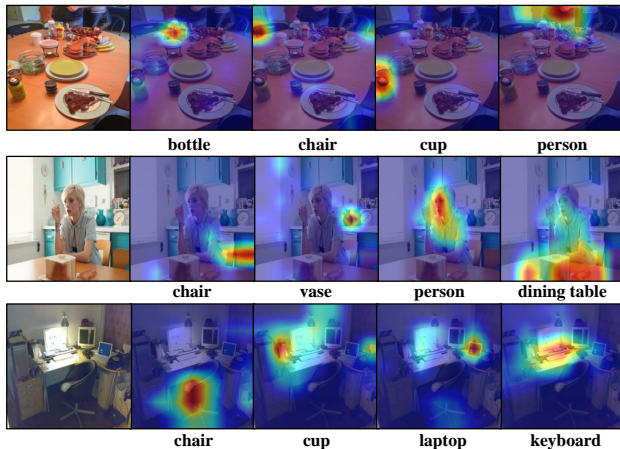 bottle chair cup person
chair vase person dining table
chair cup laptop keyboard